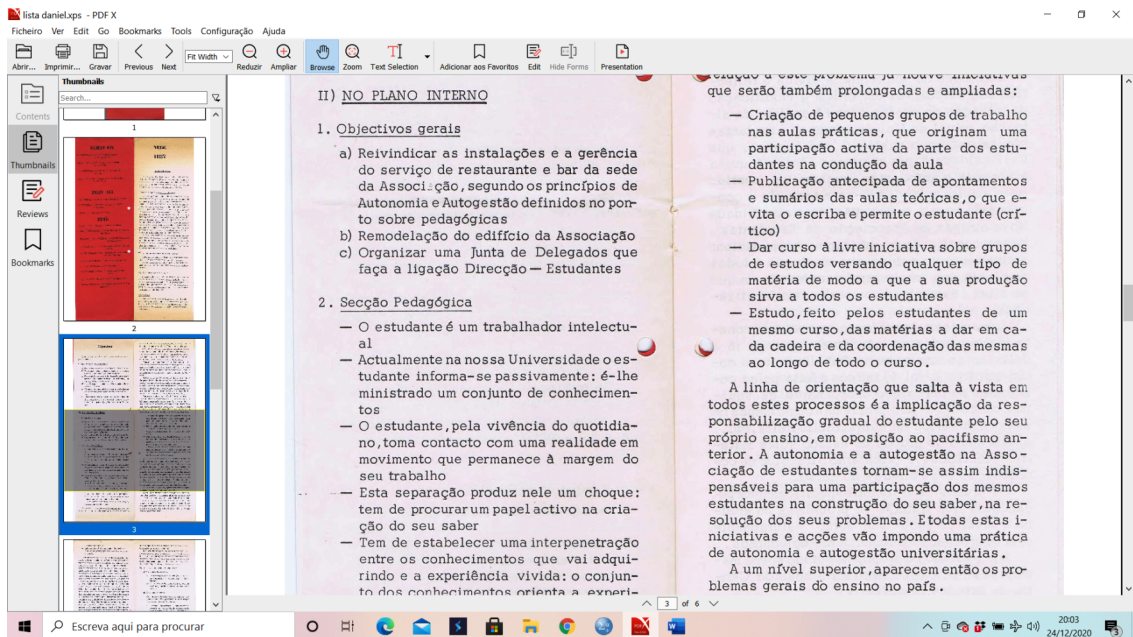 lista daniel.xps - PDF X
Ficheiro Ver Edit Go Bookmarks Tools Configuração Ajuda
Abrir... Imprimir... Gravar Previous Next Fit Width Reduzir Ampliar Browse Zoom Text Selection Adicionar aos Favoritos Edit Hide Forms Presentation
Contents
Thumbnails
Reviews
Bookmarks
Thumbnails
Search...
1
2
3
II) NO PLANO INTERNO
1. Objectivos gerais
a) Reivindicar as instalações e a gerência
do serviço de restaurante e bar da sede
da Associação, segundo os princípios de
Autonomia e Autogestão definidos no pon-
to sobre pedagógicas
b) Remodelação do edifício da Associação
c) Organizar uma Junta de Delegados que
faça a ligação Direcção — Estudantes
2. Secção Pedagógica
— O estudante é um trabalhador intelectu-
al
— Actualmente na nossa Universidade o es-
tudante informa-se passivamente: é-lhe
ministrado um conjunto de conhecimen-
tos
— O estudante, pela vivência do quotidia-
no, toma contacto com uma realidade em
movimento que permanece à margem do
seu trabalho
— Esta separação produz nele um choque:
tem de procurar um papel activo na cria-
ção do seu saber
— Tem de estabelecer uma interpenetração
entre os conhecimentos que vai adqui-
rindo e a experiência vivida: o conjun-
to dos conhecimentos orienta a experi-
relação a este problema já houve iniciativas
que serão também prolongadas e ampliadas:
— Criação de pequenos grupos de trabalho
nas aulas práticas, que originam uma
participação activa da parte dos estu-
dantes na condução da aula
— Publicação antecipada de apontamentos
e sumários das aulas teóricas, o que e-
vita o escriba e permite o estudante (crí-
tico)
— Dar curso à livre iniciativa sobre grupos
de estudos versando qualquer tipo de
matéria de modo a que a sua produção
sirva a todos os estudantes
— Estudo, feito pelos estudantes de um
mesmo curso, das matérias a dar em ca-
da cadeira e da coordenação das mesmas
ao longo de todo o curso.
A linha de orientação que salta à vista em
todos estes processos é a implicação da res-
ponsabilização gradual do estudante pelo seu
próprio ensino, em oposição ao pacifismo an-
terior. A autonomia e a autogestão na Asso-
ciação de estudantes tornam-se assim indis-
pensáveis para uma participação dos mesmos
estudantes na construção do seu saber, na re-
solução dos seus problemas. E todas estas i-
niciativas e acções vão impondo uma prática
de autonomia e autogestão universitárias.
A um nível superior, aparecem então os pro-
blemas gerais do ensino no país.
3 of 6
Escreva aqui para procurar
20:03
24/12/2020
3